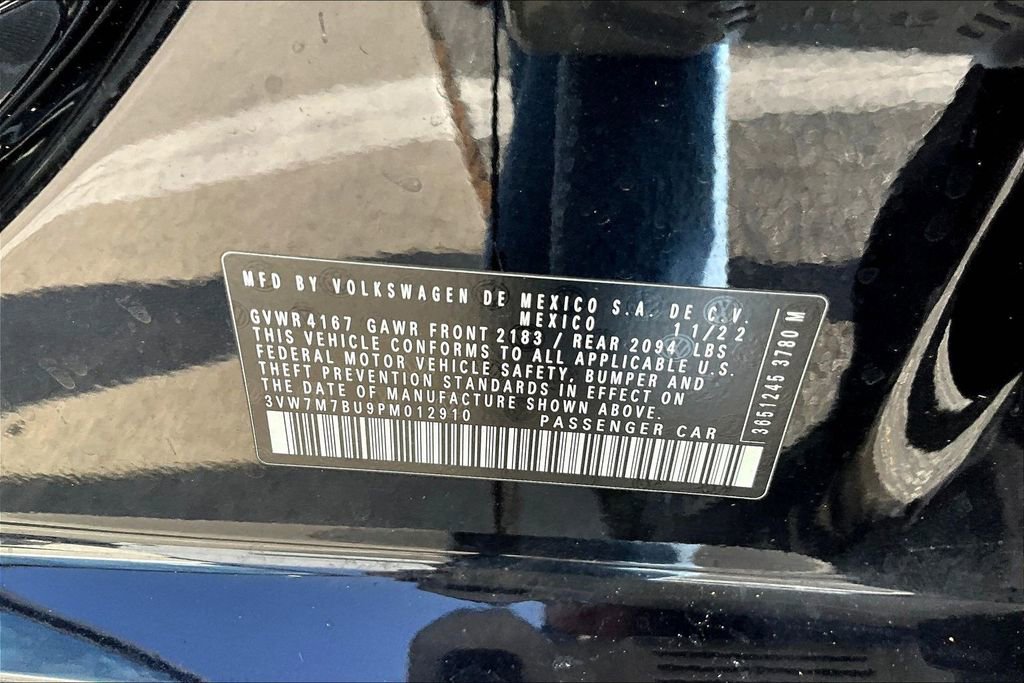 MFD BY VOLKSWAGEN DE MEXICO S.A. DE C.V.
MEXICO 11/22
GVWR 4167 GAWR FRONT 2183 / REAR 2094 LBS
THIS VEHICLE CONFORMS TO ALL APPLICABLE U.S.
FEDERAL MOTOR VEHICLE SAFETY, BUMPER AND
THEFT PREVENTION STANDARDS IN EFFECT ON
THE DATE OF MANUFACTURE SHOWN ABOVE.
3VW7M7BU9PM012910 PASSENGER CAR
3651245 3780 M